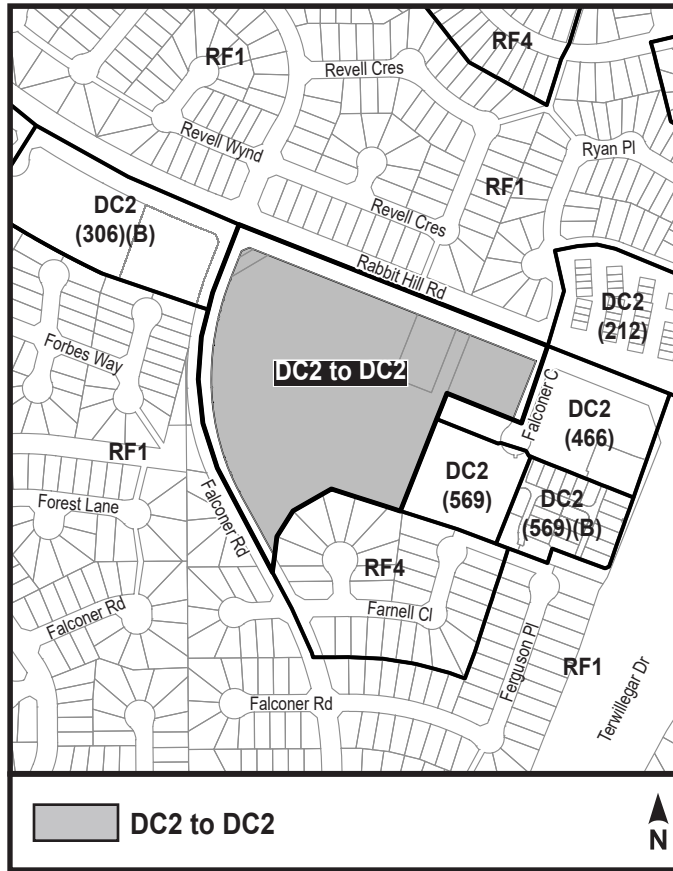 RF4
RF1
Revell Cres
Revell Wynd
Ryan Pl
RF1
DC2
(306)(B)
Revell Cres
Rabbit Hill Rd
DC2
(212)
Forbes Way
DC2 to DC2
Falconer C
DC2
(466)
RF1
DC2
(569)
Forest Lane
Falconer Rd
DC2
(569)(B)
RF4
Farnell Cl
Falconer Rd
Ferguson Pl
RF1
Terwillegar Dr
Falconer Rd
DC2 to DC2
N